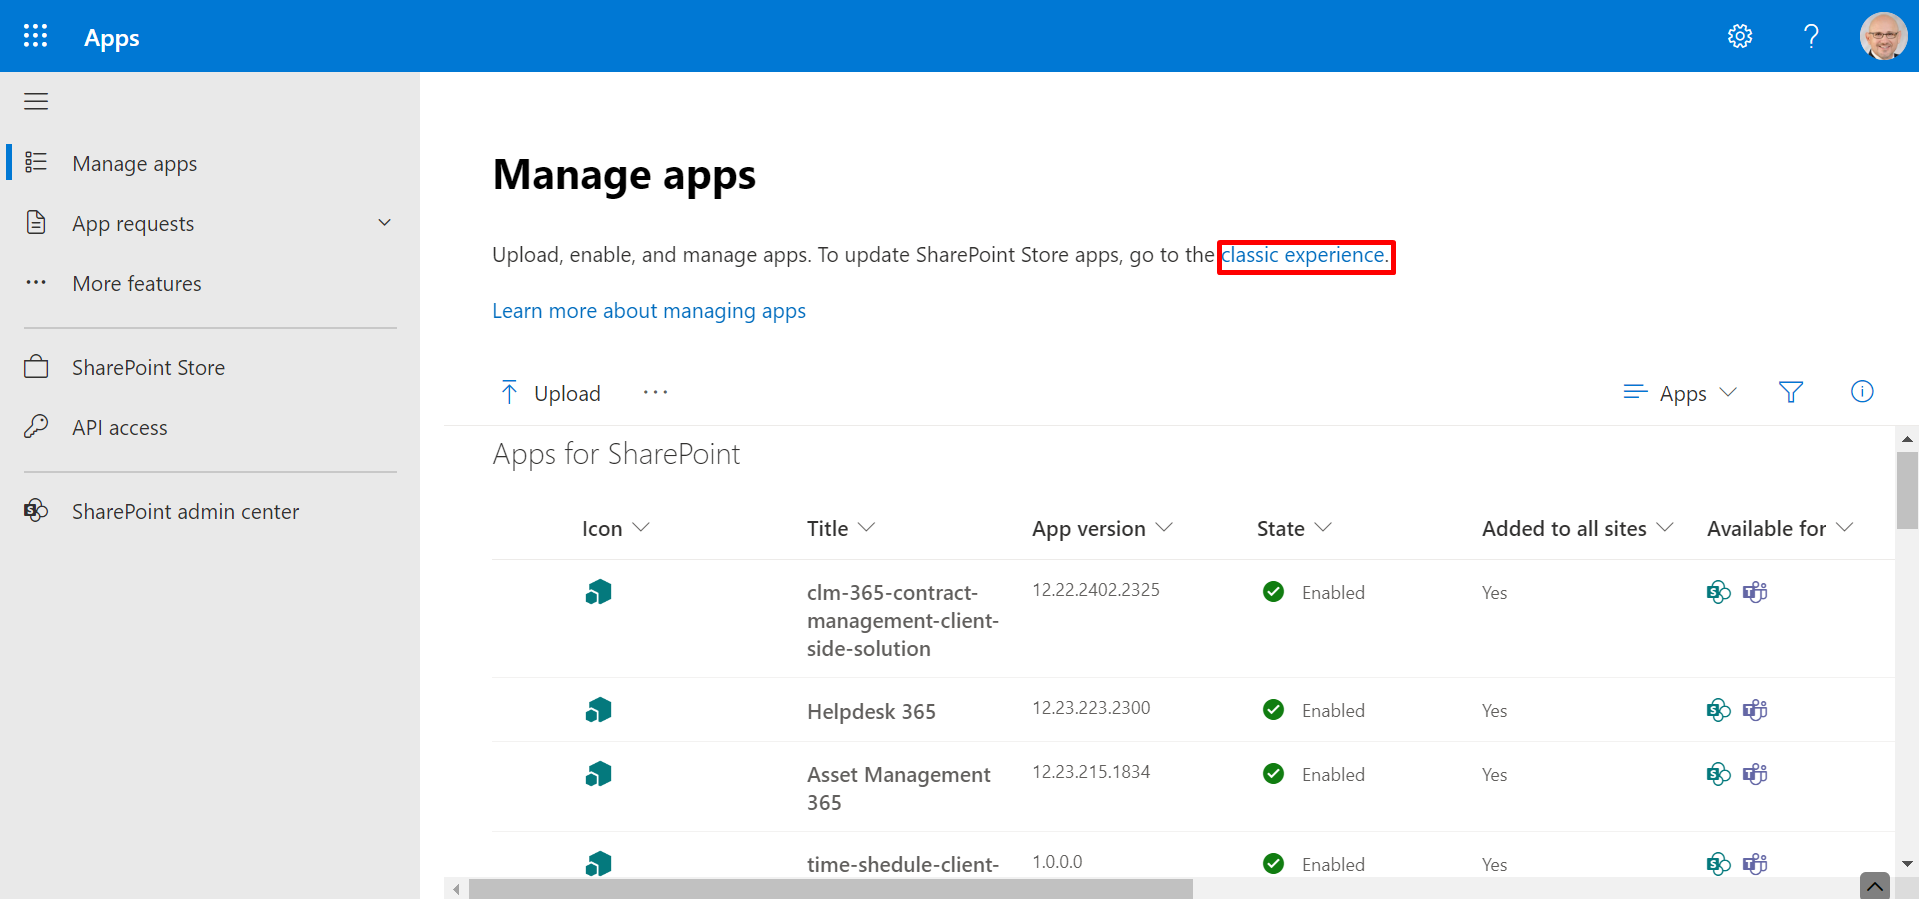 Apps
Manage apps
App requests
More features
SharePoint Store
API access
SharePoint admin center
Manage apps
Upload, enable, and manage apps. To update SharePoint Store apps, go to the classic experience.
Learn more about managing apps
Upload
Apps
Apps for SharePoint
Icon Title App version State Added to all sites Available for
clm-365-contract-
management-client-
side-solution
12.22.2402.2325 Enabled Yes
Helpdesk 365 12.23.223.2300 Enabled Yes
Asset Management
365
12.23.215.1834 Enabled Yes
time-shedule-client- 1.0.0.0 Enabled Yes